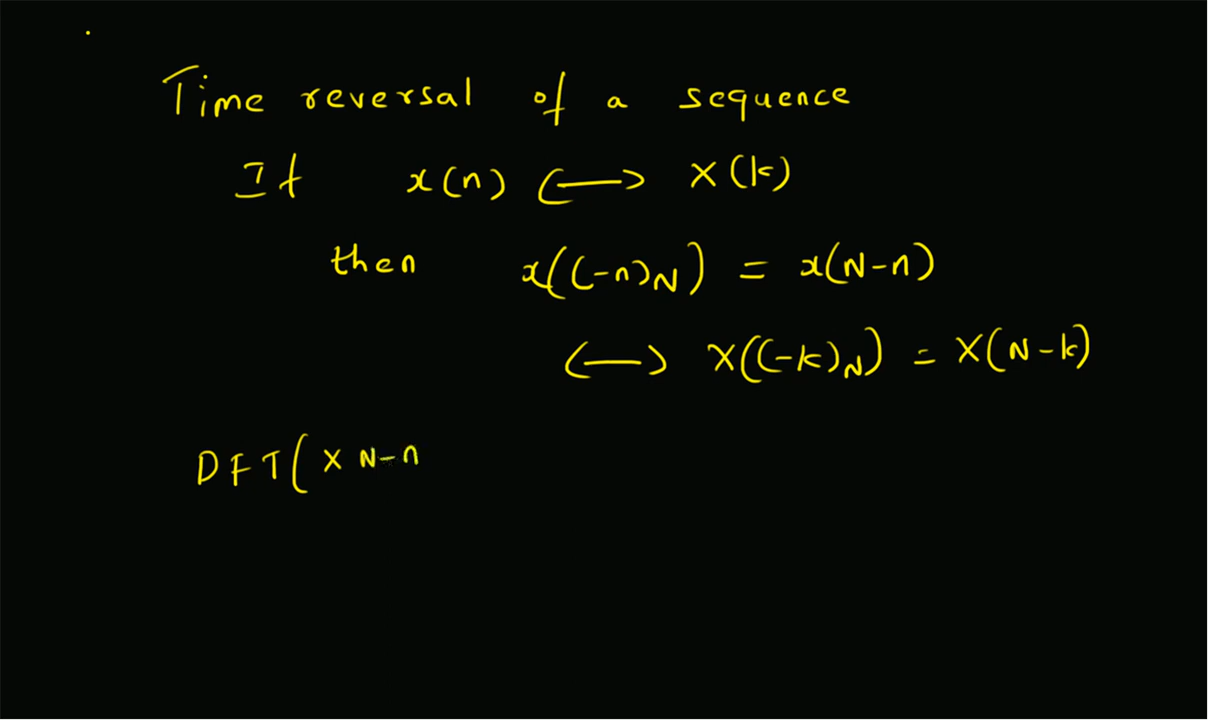 Time reversal of a sequence
If x(n) ⟷ X(k)
then x((-n)N) = x(N-n)
⟷ X((-k)N) = X(N-k)
DFT( X N-n